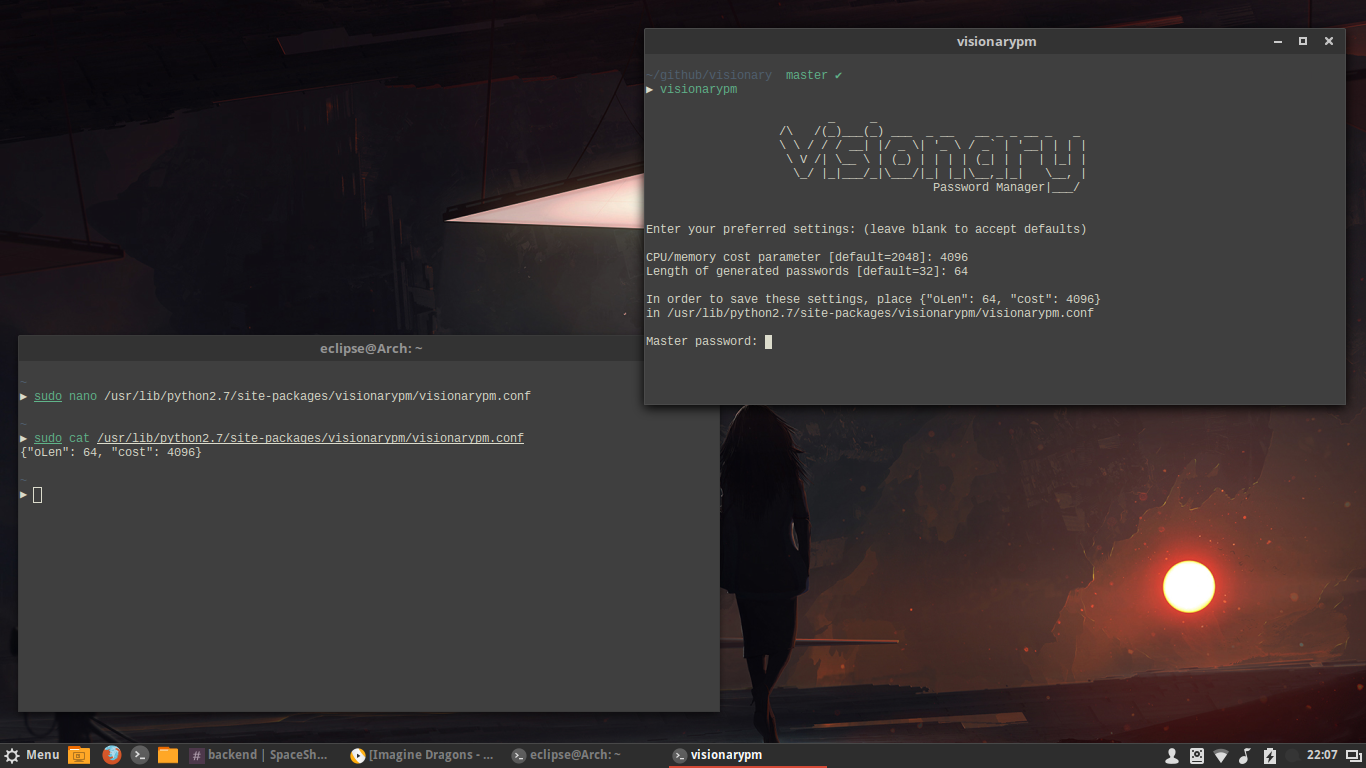 visionarypm
~/github/visionary master ✔
▶ visionarypm
Visionary
Password Manager
Enter your preferred settings: (leave blank to accept defaults)
CPU/memory cost parameter [default=2048]: 4096
Length of generated passwords [default=32]: 64
In order to save these settings, place {"oLen": 64, "cost": 4096}
in /usr/lib/python2.7/site-packages/visionarypm/visionarypm.conf
Master password:
eclipse@Arch: ~
~
▶ sudo nano /usr/lib/python2.7/site-packages/visionarypm/visionarypm.conf
~
▶ sudo cat /usr/lib/python2.7/site-packages/visionarypm/visionarypm.conf
{"oLen": 64, "cost": 4096}
~
▶
Menu
# backend | SpaceSh...
[Imagine Dragons - ...
eclipse@Arch: ~
visionarypm
22:07